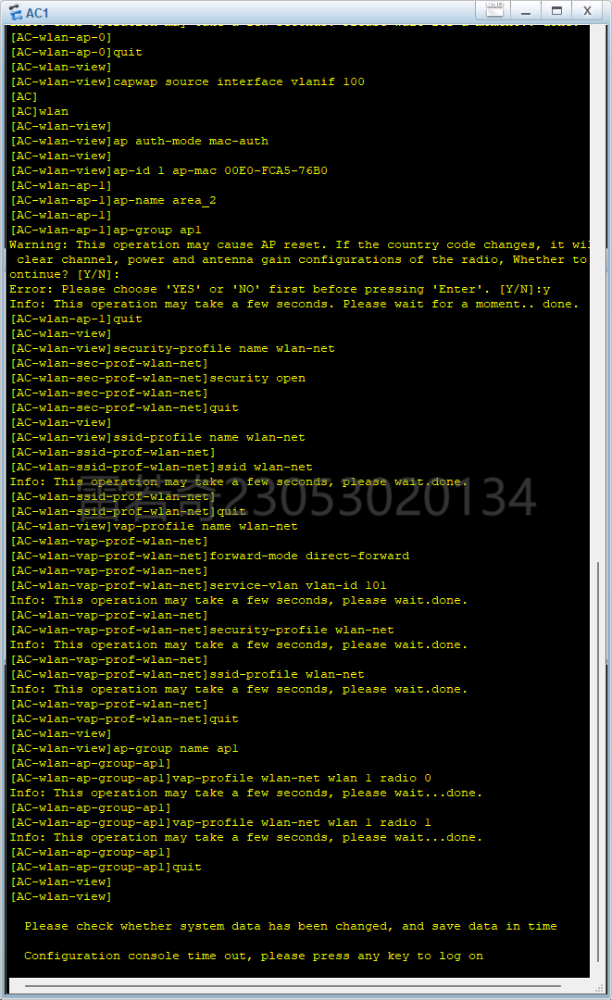 AC1
[AC-wlan-ap-0]
[AC-wlan-ap-0]quit
[AC-wlan-view]
[AC-wlan-view]capwap source interface vlanif 100
[AC]
[AC]wlan
[AC-wlan-view]
[AC-wlan-view]ap auth-mode mac-auth
[AC-wlan-view]
[AC-wlan-view]ap-id 1 ap-mac 00E0-FCA5-76B0
[AC-wlan-ap-1]
[AC-wlan-ap-1]ap-name area_2
[AC-wlan-ap-1]
[AC-wlan-ap-1]ap-group ap1
Warning: This operation may cause AP reset. If the country code changes, it wil
clear channel, power and antenna gain configurations of the radio, Whether to
ontinue? [Y/N]:
Error: Please choose 'YES' or 'NO' first before pressing 'Enter'. [Y/N]:y
Info: This operation may take a few seconds. Please wait for a moment.. done.
[AC-wlan-ap-1]quit
[AC-wlan-view]
[AC-wlan-view]security-profile name wlan-net
[AC-wlan-sec-prof-wlan-net]
[AC-wlan-sec-prof-wlan-net]security open
[AC-wlan-sec-prof-wlan-net]
[AC-wlan-sec-prof-wlan-net]quit
[AC-wlan-view]
[AC-wlan-view]ssid-profile name wlan-net
[AC-wlan-ssid-prof-wlan-net]
[AC-wlan-ssid-prof-wlan-net]ssid wlan-net
Info: This operation may take a few seconds, please wait.done.
[AC-wlan-ssid-prof-wlan-net]
[AC-wlan-ssid-prof-wlan-net]quit
雷若奇23053020134
[AC-wlan-view]vap-profile name wlan-net
[AC-wlan-vap-prof-wlan-net]
[AC-wlan-vap-prof-wlan-net]forward-mode direct-forward
[AC-wlan-vap-prof-wlan-net]
[AC-wlan-vap-prof-wlan-net]service-vlan vlan-id 101
Info: This operation may take a few seconds, please wait.done.
[AC-wlan-vap-prof-wlan-net]
[AC-wlan-vap-prof-wlan-net]security-profile wlan-net
Info: This operation may take a few seconds, please wait.done.
[AC-wlan-vap-prof-wlan-net]
[AC-wlan-vap-prof-wlan-net]ssid-profile wlan-net
Info: This operation may take a few seconds, please wait.done.
[AC-wlan-vap-prof-wlan-net]
[AC-wlan-vap-prof-wlan-net]quit
[AC-wlan-view]
[AC-wlan-view]ap-group name ap1
[AC-wlan-ap-group-ap1]
[AC-wlan-ap-group-ap1]vap-profile wlan-net wlan 1 radio 0
Info: This operation may take a few seconds, please wait...done.
[AC-wlan-ap-group-ap1]
[AC-wlan-ap-group-ap1]vap-profile wlan-net wlan 1 radio 1
Info: This operation may take a few seconds, please wait...done.
[AC-wlan-ap-group-ap1]
[AC-wlan-ap-group-ap1]quit
[AC-wlan-view]
[AC-wlan-view]
Please check whether system data has been changed, and save data in time
Configuration console time out, please press any key to log on